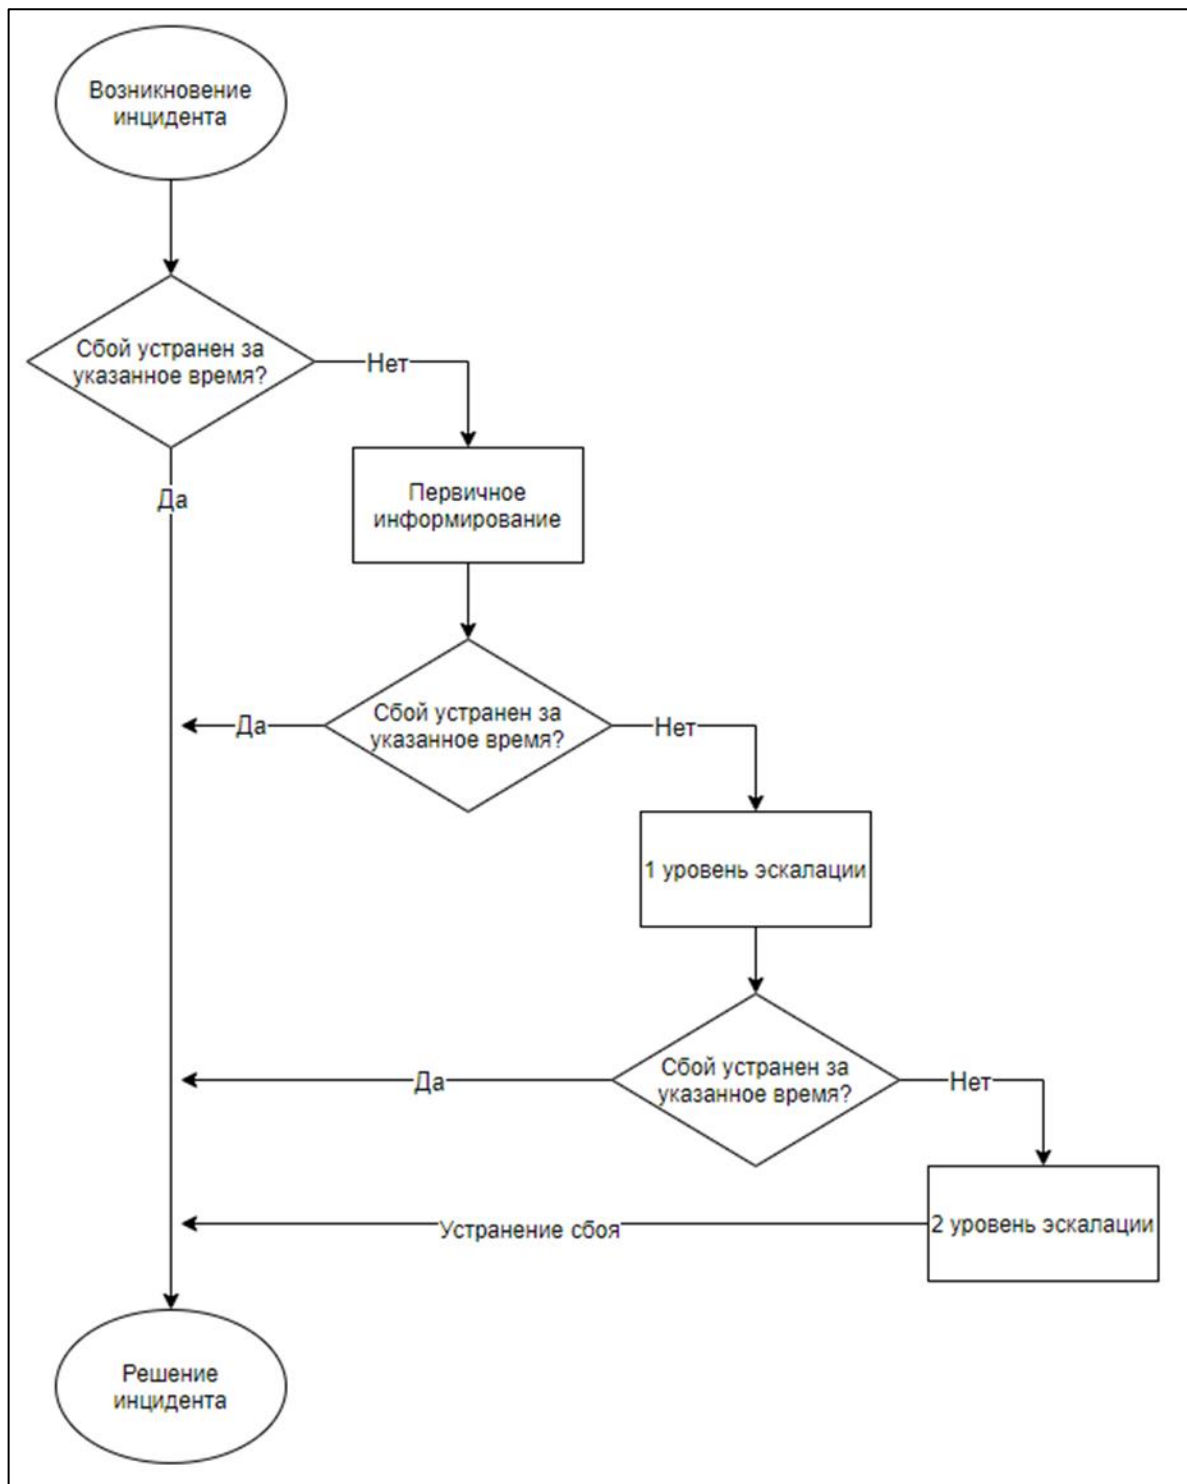 Возникновение
инцидента
Сбой устранен за
указанное время?
Нет
Да
Первичное
информирование
Сбой устранен за
указанное время?
Да
Нет
1 уровень эскалации
Сбой устранен за
указанное время?
Да
Нет
2 уровень эскалации
Устранение сбоя
Решение
инцидента